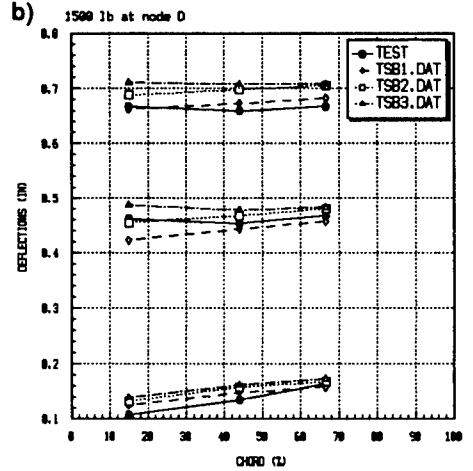 b)
1500 lb at node D
TEST
TSB1.DAT
TSB2.DAT
TSB3.DAT
DEFLECTIONS (IN)
0.8
0.7
0.6
0.5
0.4
0.3
0.2
0.1
0 10 20 30 40 50 60 70 80 90 100
CHORD (%)